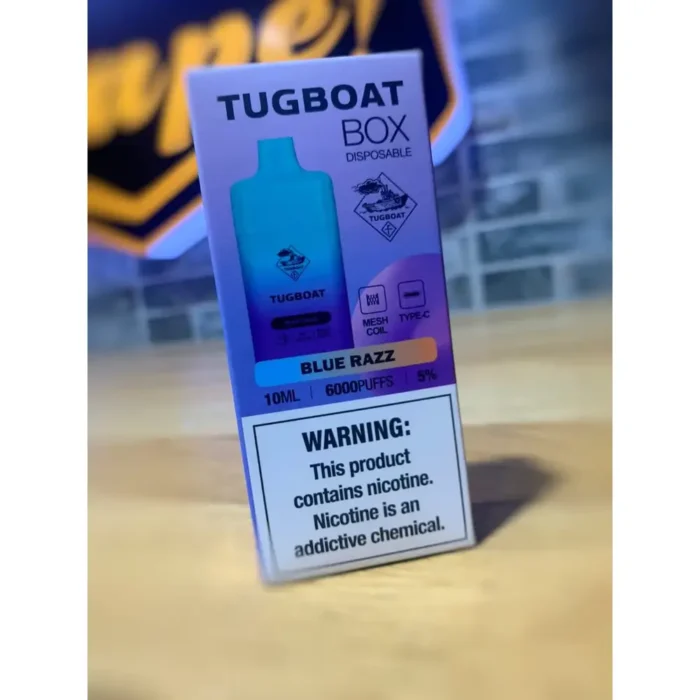 ape!
TUGBOAT
BOX
DISPOSABLE
TUGBOAT
TUGBOAT
MESH
COIL
TYPE-C
BLUE RAZZ
10ML | 6000PUFFS | 5%
WARNING:
This product
contains nicotine.
Nicotine is an
addictive chemical.